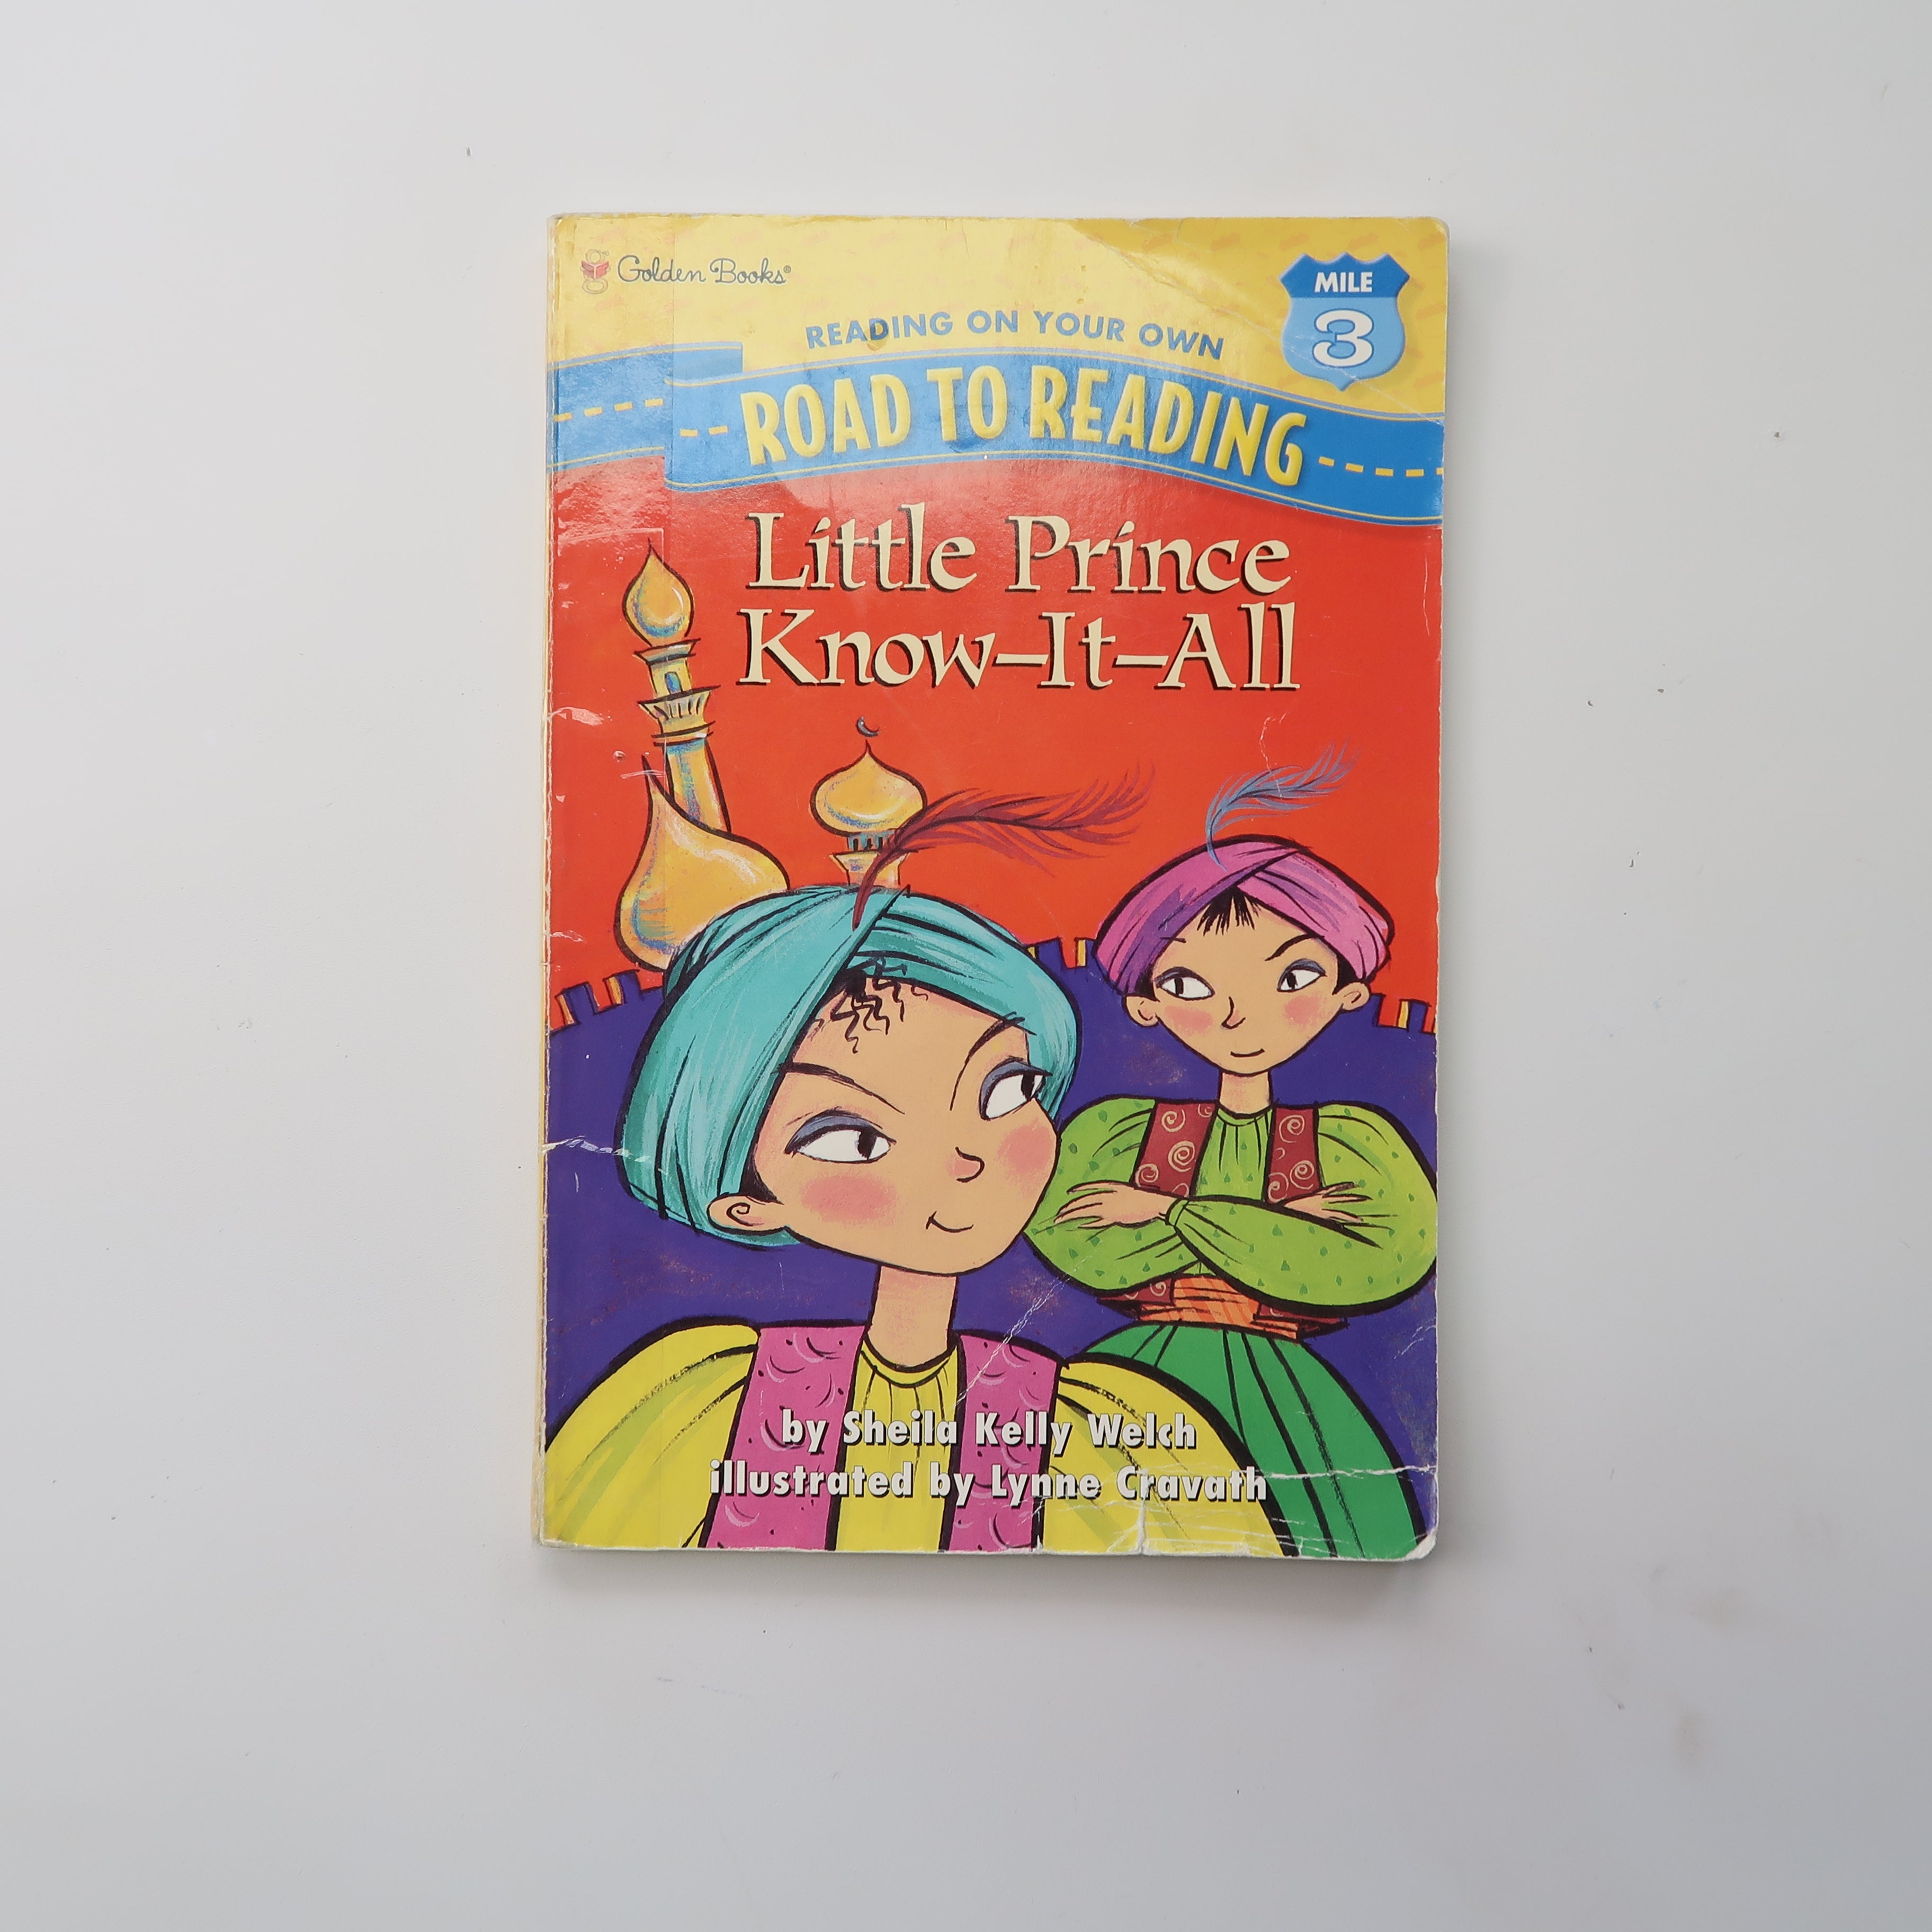 Golden Books®
MILE
3
READING ON YOUR OWN
ROAD TO READING
Little Prince
Know-It-All
by Sheila Kelly Welch
illustrated by Lynne Cravath